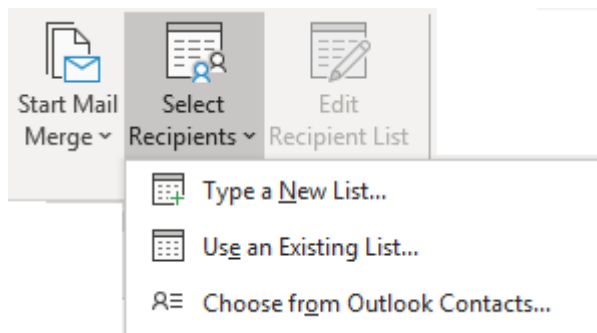 Start Mail
Merge
Select
Recipients
Edit
Recipient List
Type a New List...
Use an Existing List...
Choose from Outlook Contacts...